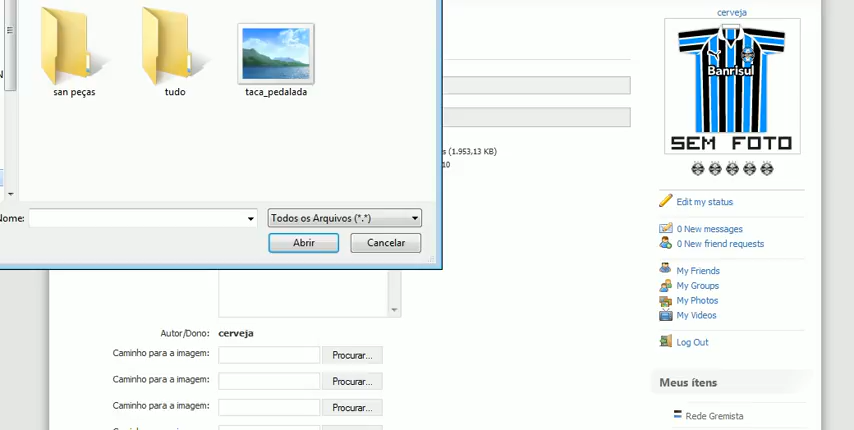 san peças
tudo
taca_pedalada
Nome:
Todos os Arquivos (*.*)
Abrir
Cancelar
(1.953,13 KB)
10
Autor/Dono: cerveja
Caminho para a imagem:
Procurar...
Caminho para a imagem:
Procurar...
Caminho para a imagem:
Procurar...
cerveja
Banrisul
SEM FOTO
Edit my status
0 New messages
0 New friend requests
My Friends
My Groups
My Photos
My Videos
Log Out
Meus ítens
Rede Gremista